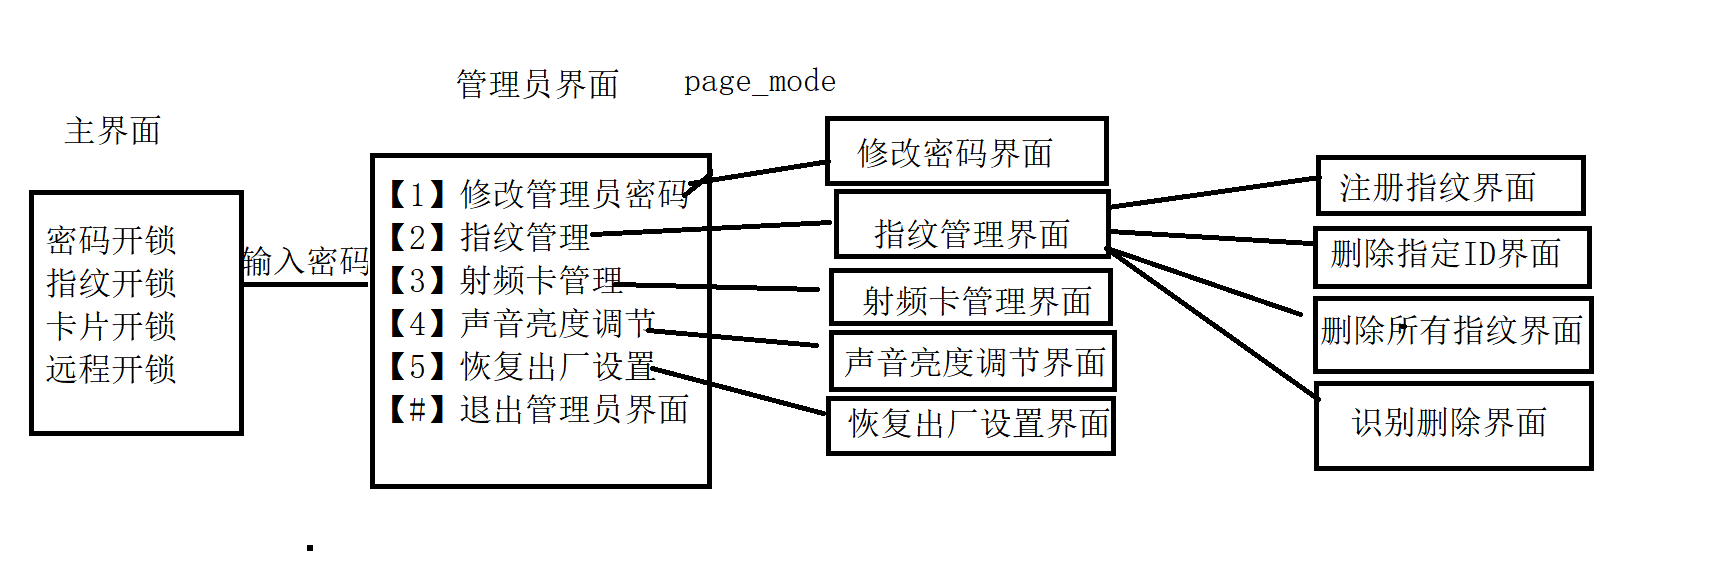 管理员界面 page_mode
主界面
密码开锁
指纹开锁
卡片开锁
远程开锁
输入密码
【1】修改管理员密码
【2】指纹管理
【3】射频卡管理
【4】声音亮度调节
【5】恢复出厂设置
【#】退出管理员界面
修改密码界面
指纹管理界面
射频卡管理界面
声音亮度调节界面
恢复出厂设置界面
注册指纹界面
删除指定ID界面
删除所有指纹界面
识别删除界面